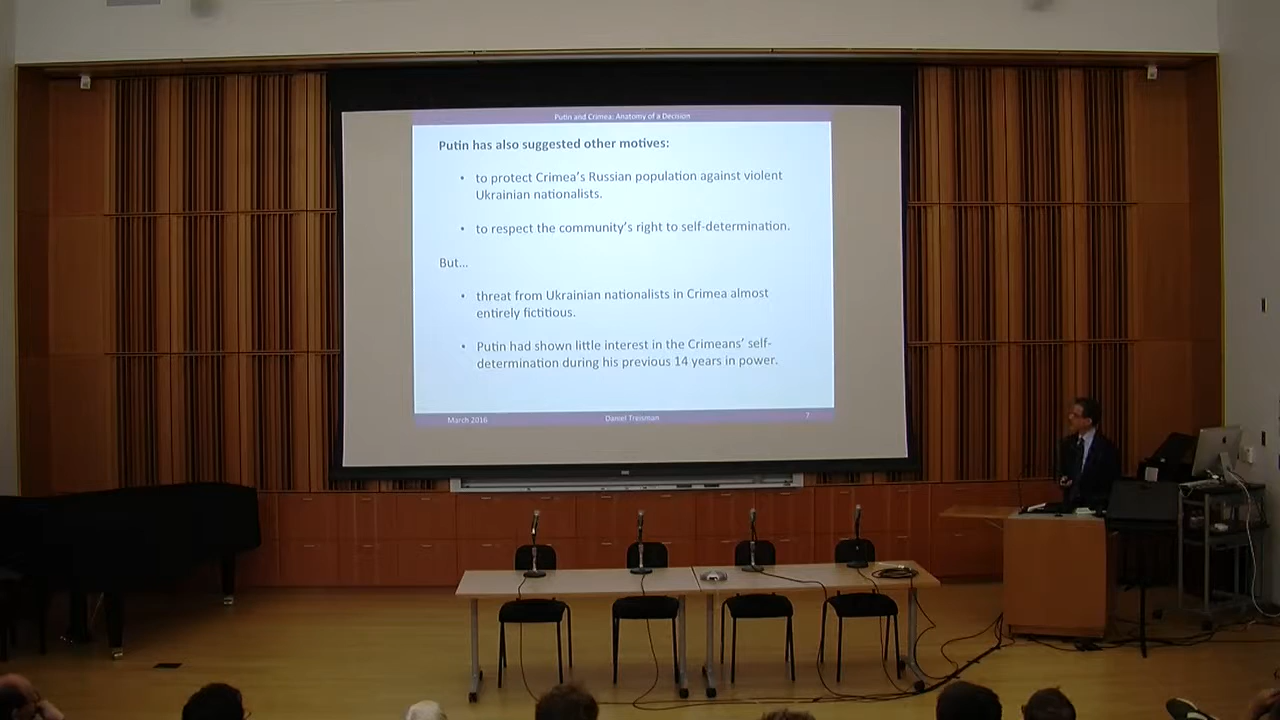 Putin and Crimea: Anatomy of a Decision
Putin has also suggested other motives:
• to protect Crimea's Russian population against violent
Ukrainian nationalists.
• to respect the community's right to self-determination.
But...
• threat from Ukrainian nationalists in Crimea almost
entirely fictitious.
• Putin had shown little interest in the Crimeans' self-
determination during his previous 14 years in power.
March 2016
Daniel Treisman
7